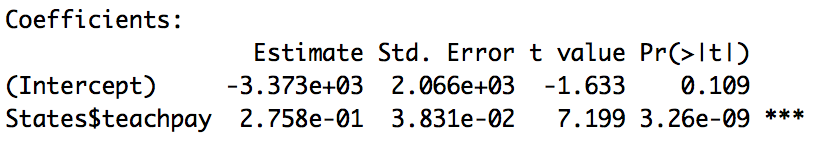 Coefficients:
Estimate Std. Error t value Pr(>|t|)
(Intercept) -3.373e+03 2.066e+03 -1.633 0.109
States$teachpay 2.758e-01 3.831e-02 7.199 3.26e-09 ***